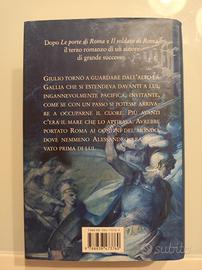 Dopo Le porte di Roma e Il soldato di Roma,
il terzo romanzo di un autore
di grande successo.
GIULIO TORNÒ A GUARDARE DALL'ALTO LA
GALLIA CHE SI ESTENDEVA DAVANTI A LUI,
INGANNEVOLMENTE PACIFICA, INVITANTE,
COME SE CON UN PASSO SI POTESSE ARRIVA-
RE A OCCUPARNE IL CUORE. PIÙ AVANTI
C'ERA IL MARE CHE LO ATTIRAVA. AVREBBE
PORTATO ROMA AI CONFINI DEL MONDO,
DOVE NEMMENO ALESSANDRO ERA ARRI-
VATO PRIMA DI LUI.
Subito